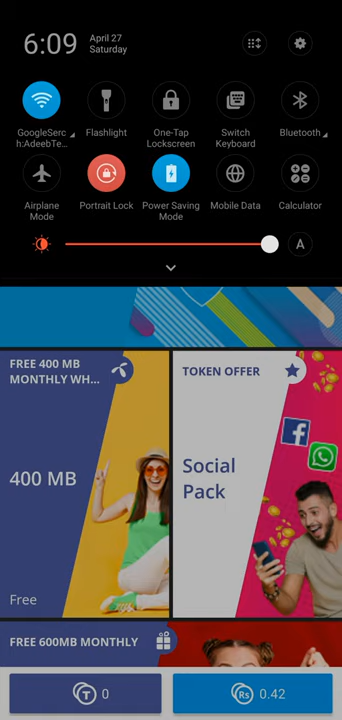 6:09
April 27
Saturday
GoogleSerc
h:AdeebTe...
Flashlight
One-Tap
Lockscreen
Switch
Keyboard
Bluetooth
Airplane
Mode
Portrait Lock
Power Saving
Mode
Mobile Data
Calculator
A
FREE 400 MB
MONTHLY WH...
400 MB
Free
TOKEN OFFER
Social
Pack
FREE 600MB MONTHLY
T 0
Rs 0.42